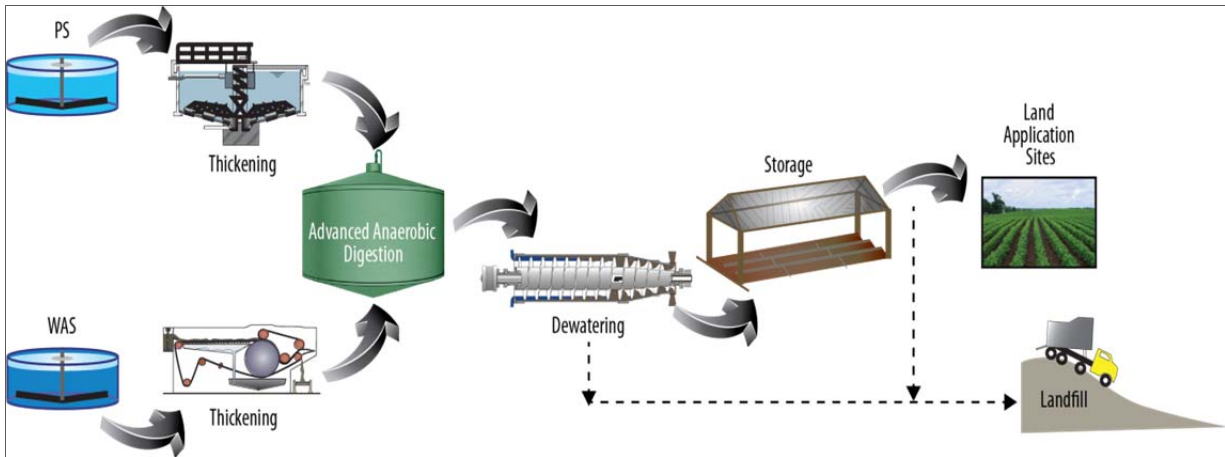 PS
Thickening
Advanced Anaerobic
Digestion
WAS
Thickening
Dewatering
Storage
Land
Application
Sites
Landfill